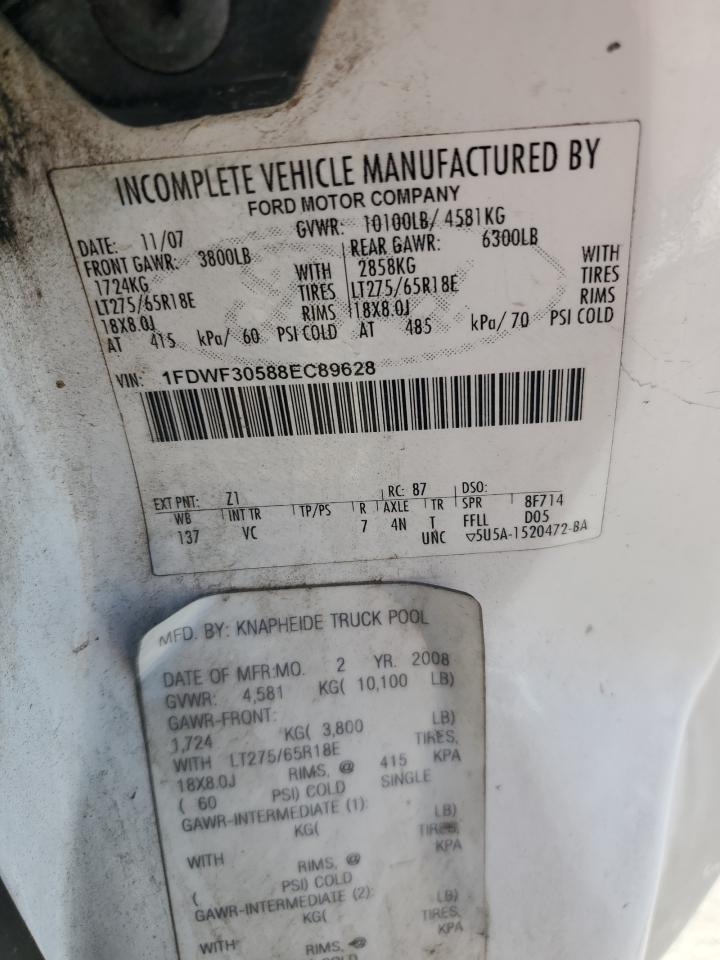 INCOMPLETE VEHICLE MANUFACTURED BY
FORD MOTOR COMPANY
DATE: 11/07 GVWR: 10100LB/ 4581KG
FRONT GAWR: 3800LB REAR GAWR: 6300LB
1724KG WITH 2858KG WITH
LT275/65R18E TIRES LT275/65R18E TIRES
18X8.0J RIMS 18X8.0J RIMS
AT 415 kPa/ 60 PSI COLD AT 485 kPa/ 70 PSI COLD
VIN: 1FDWF30588EC89628
EXT PNT: Z1 RC: 87 DSO:
WB INT TR TP/PS R AXLE TR SPR 8F714
137 VC 7 4N T FFLL D05
UNC ▽5U5A-1520472-BA
MFD. BY: KNAPHEIDE TRUCK POOL
DATE OF MFR:MO. 2 YR. 2008
GVWR: 4,581 KG( 10,100 LB)
GAWR-FRONT:
1,724 KG( 3,800 LB)
WITH LT275/65R18E TIRES,
18X8.0J RIMS, @ 415 KPA
( 60 PSI) COLD SINGLE
GAWR-INTERMEDIATE (1):
KG( LB)
WITH TIRES,
RIMS, @ KPA
( PSI) COLD
GAWR-INTERMEDIATE (2):
KG( LB)
WITH TIRES,
RIMS, @ KPA
COLD